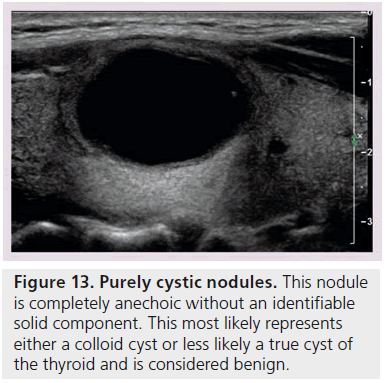 -0
-1
x
-2
-3
Figure 13. Purely cystic nodules. This nodule
is completely anechoic without an identifiable
solid component. This most likely represents
either a colloid cyst or less likely a true cyst of
the thyroid and is considered benign.